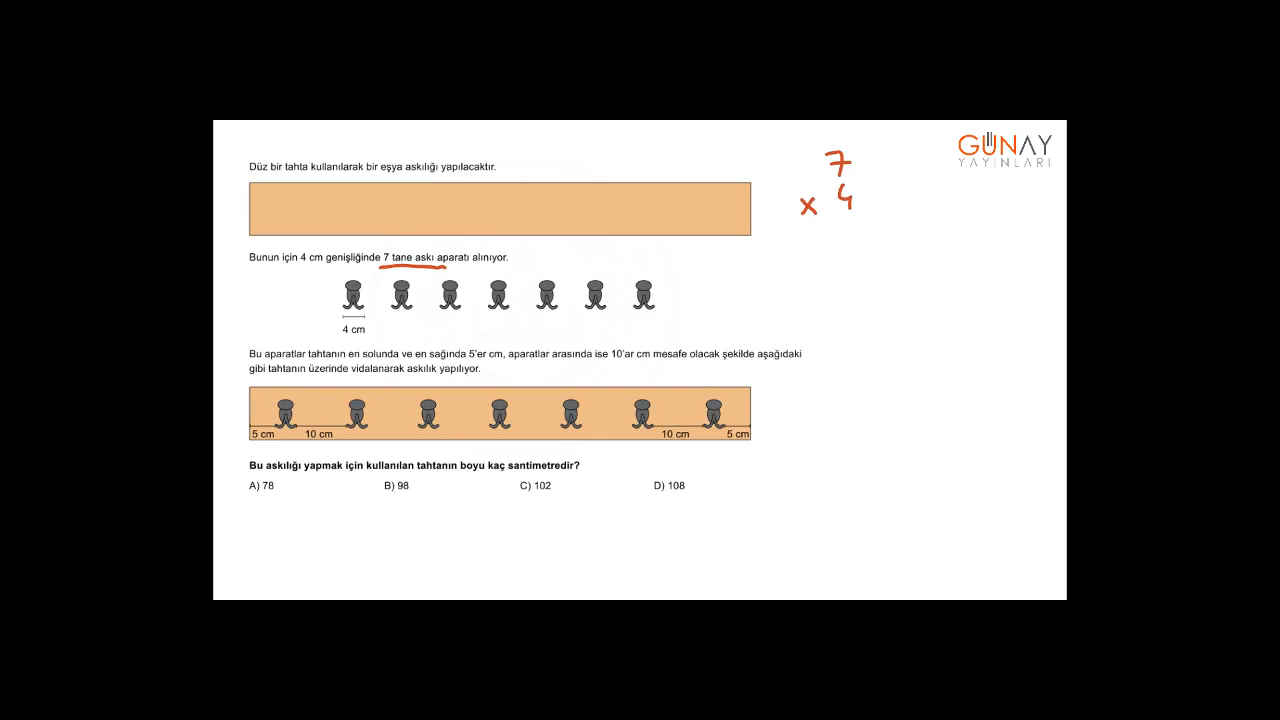 GÜNAY
YAYINLARI
Düz bir tahta kullanılarak bir eşya askılığı yapılacaktır.
7
x 4
Bunun için 4 cm genişliğinde 7 tane askı aparatı alınıyor.
4 cm
Bu aparatlar tahtanın en solunda ve en sağında 5'er cm, aparatlar arasında ise 10'ar cm mesafe olacak şekilde aşağıdaki
gibi tahtanın üzerinde vidalanarak askılık yapılıyor.
5 cm 10 cm 10 cm 5 cm
Bu askılığı yapmak için kullanılan tahtanın boyu kaç santimetredir?
A) 78 B) 98 C) 102 D) 108